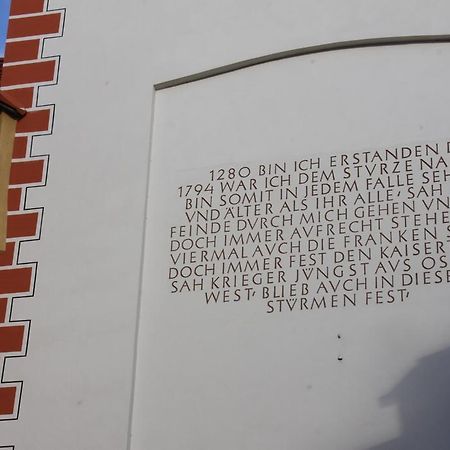 1280 BIN ICH ERSTANDEN D
1794 WAR ICH DEM STVRZE NA
BIN SOMIT IN JEDEM FALLE SEH
VND ÄLTER ALS IHR ALLE, SAH
FEINDE DVRCH MICH GEHEN VN
DOCH IMMER AVFRECHT STEHE
VIERMAL AVCH DIE FRANKEN S
DOCH IMMER FEST DEN KAISER
SAH KRIEGER JÜNGST AVS OS
WEST, BLIEB AVCH IN DIESE
STÜRMEN FEST,